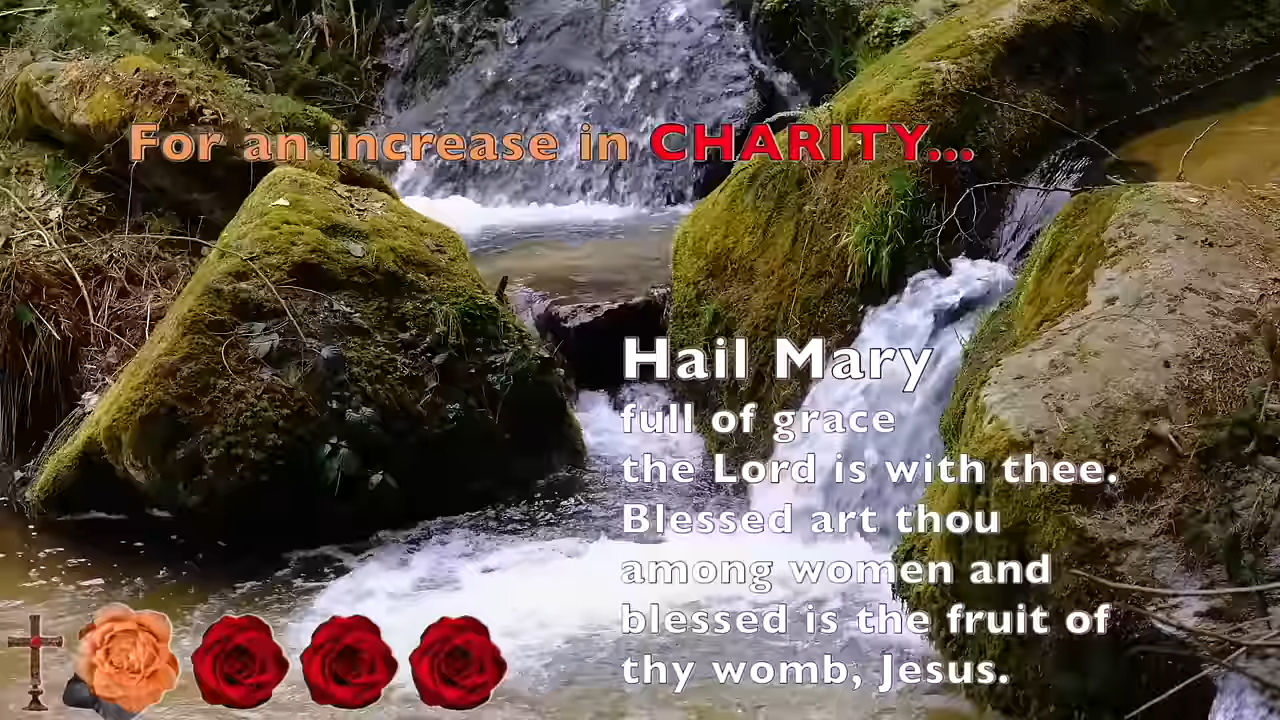 For an increase in CHARITY...
Hail Mary
full of grace
the Lord is with thee.
Blessed art thou
among women and
blessed is the fruit of
thy womb, Jesus.